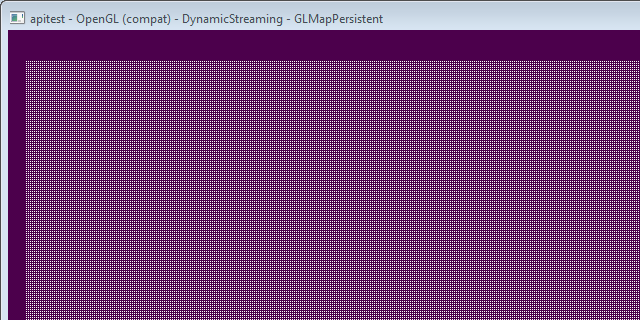 apitest - OpenGL (compat) - DynamicStreaming - GLMapPersistent